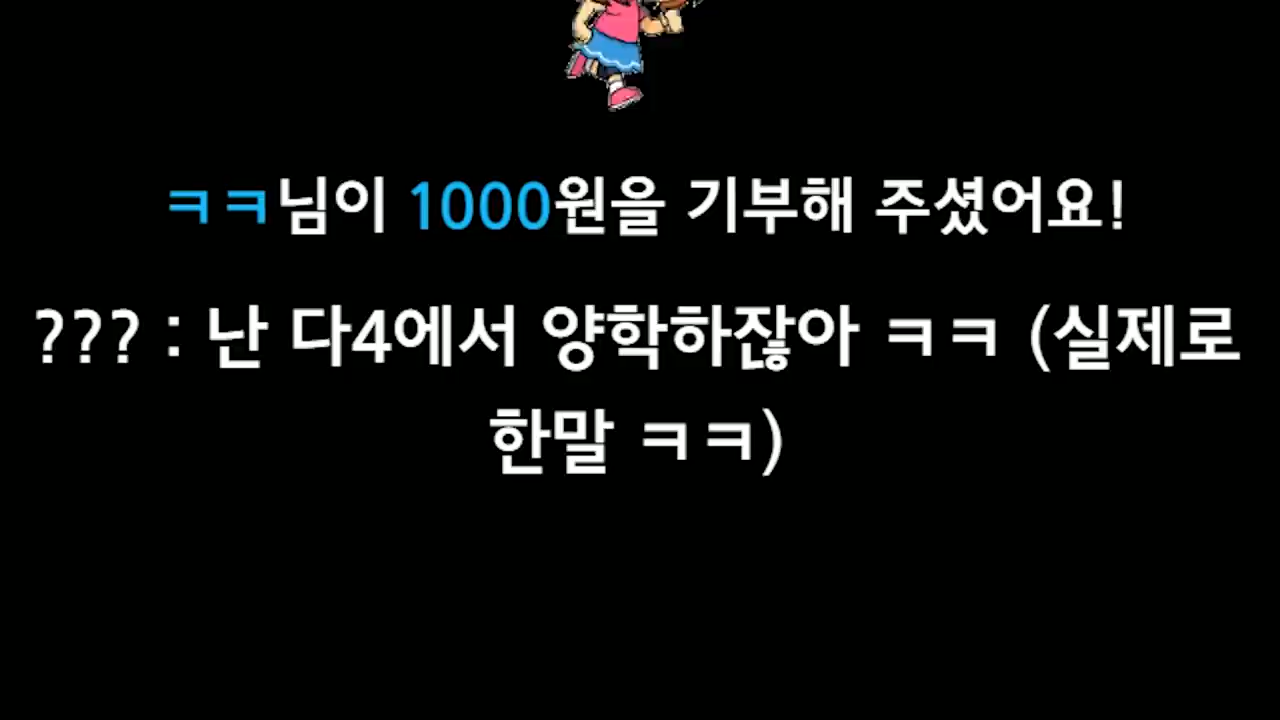 ㅋㅋ님이 1000원을 기부해 주셨어요!
??? : 난 다4에서 양학하잖아 ㅋㅋ (실제로
한말 ㅋㅋ)